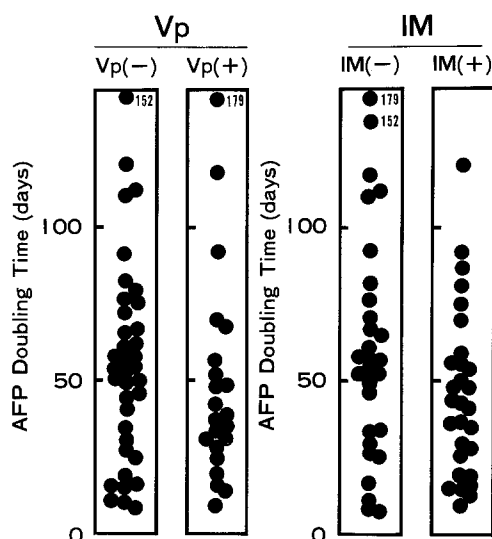 Vp IM
Vp(−) Vp(+) IM(−) IM(+)
152 179 179
152
AFP Doubling Time (days) AFP Doubling Time (days)
100 100
50 50
0 0